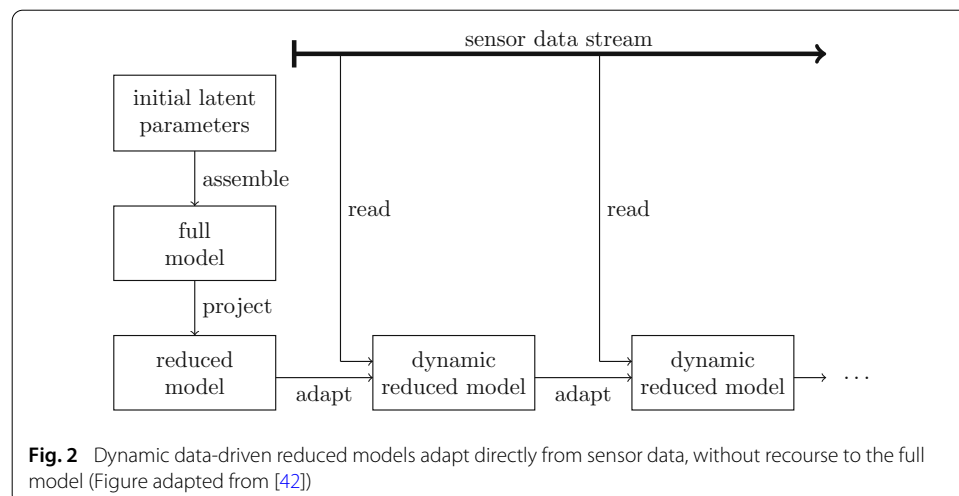 sensor data stream
initial latent
parameters
assemble
read
read
full
model
project
reduced
model
adapt
dynamic
reduced model
adapt
dynamic
reduced model
...
Fig. 2 Dynamic data-driven reduced models adapt directly from sensor data, without recourse to the full
model (Figure adapted from [42])